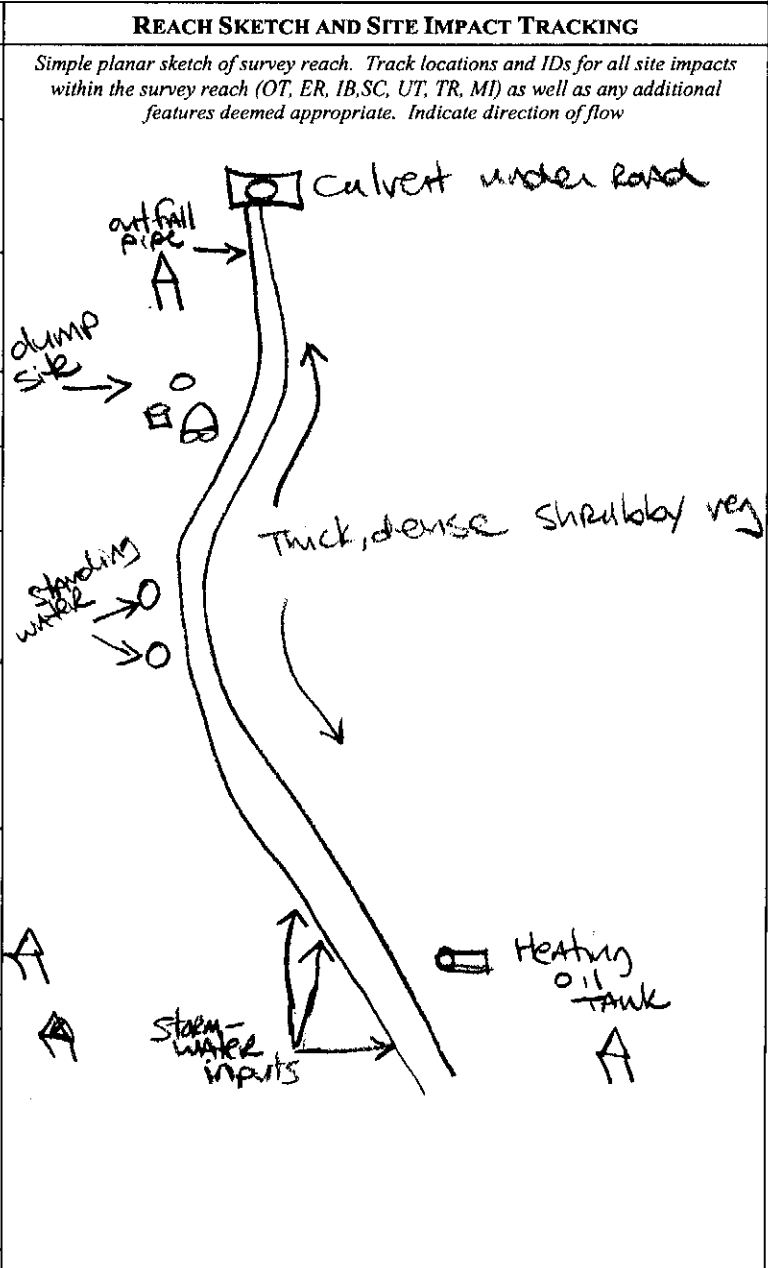 REACH SKETCH AND SITE IMPACT TRACKING
Simple planar sketch of survey reach. Track locations and IDs for all site impacts
within the survey reach (OT, ER, IB,SC, UT, TR, MI) as well as any additional
features deemed appropriate. Indicate direction of flow
Culvert under Road
outfall
pipe
dump
site
Thick, dense shrubby veg
standing
water
Heating
oil
TANK
Storm-
water
inputs